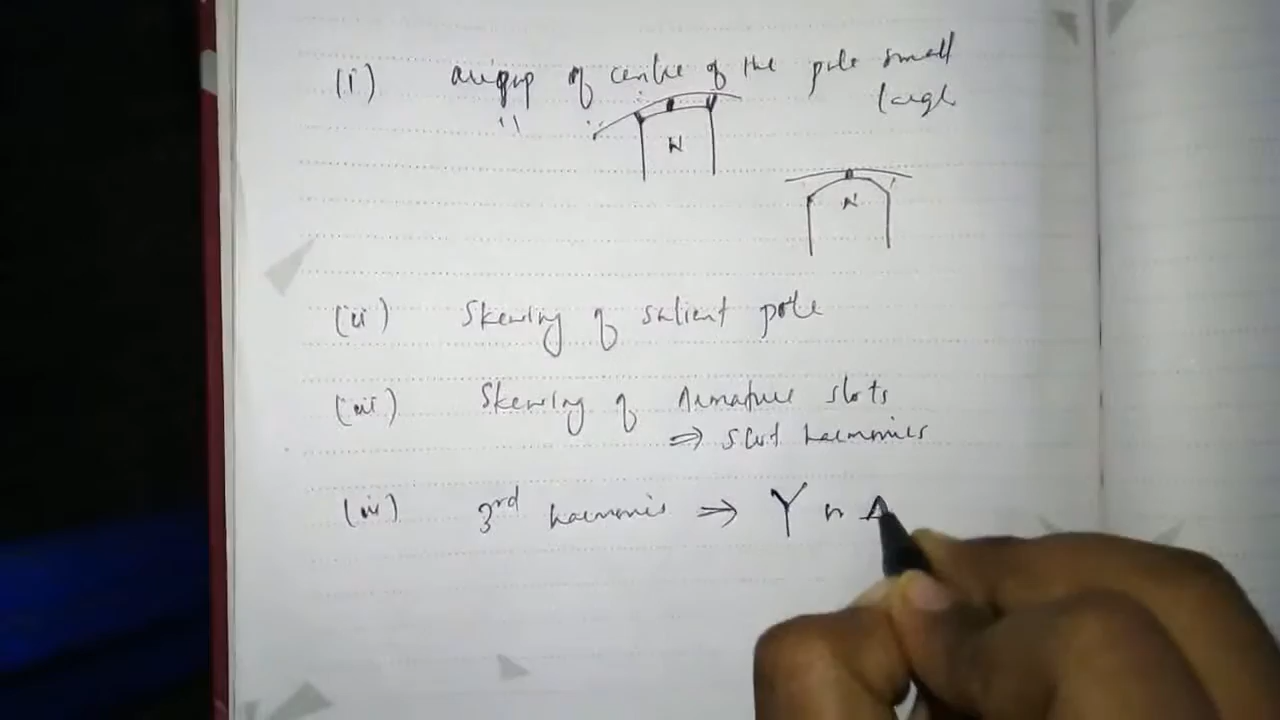 (i) airgap of centre of the pole small
" " large
N
N
(ii) Skewing of salient pole
(iii) Skewing of Armature slots
⇒ slot harmonics
(iv) 3rd harmonic ⇒ Y or Δ